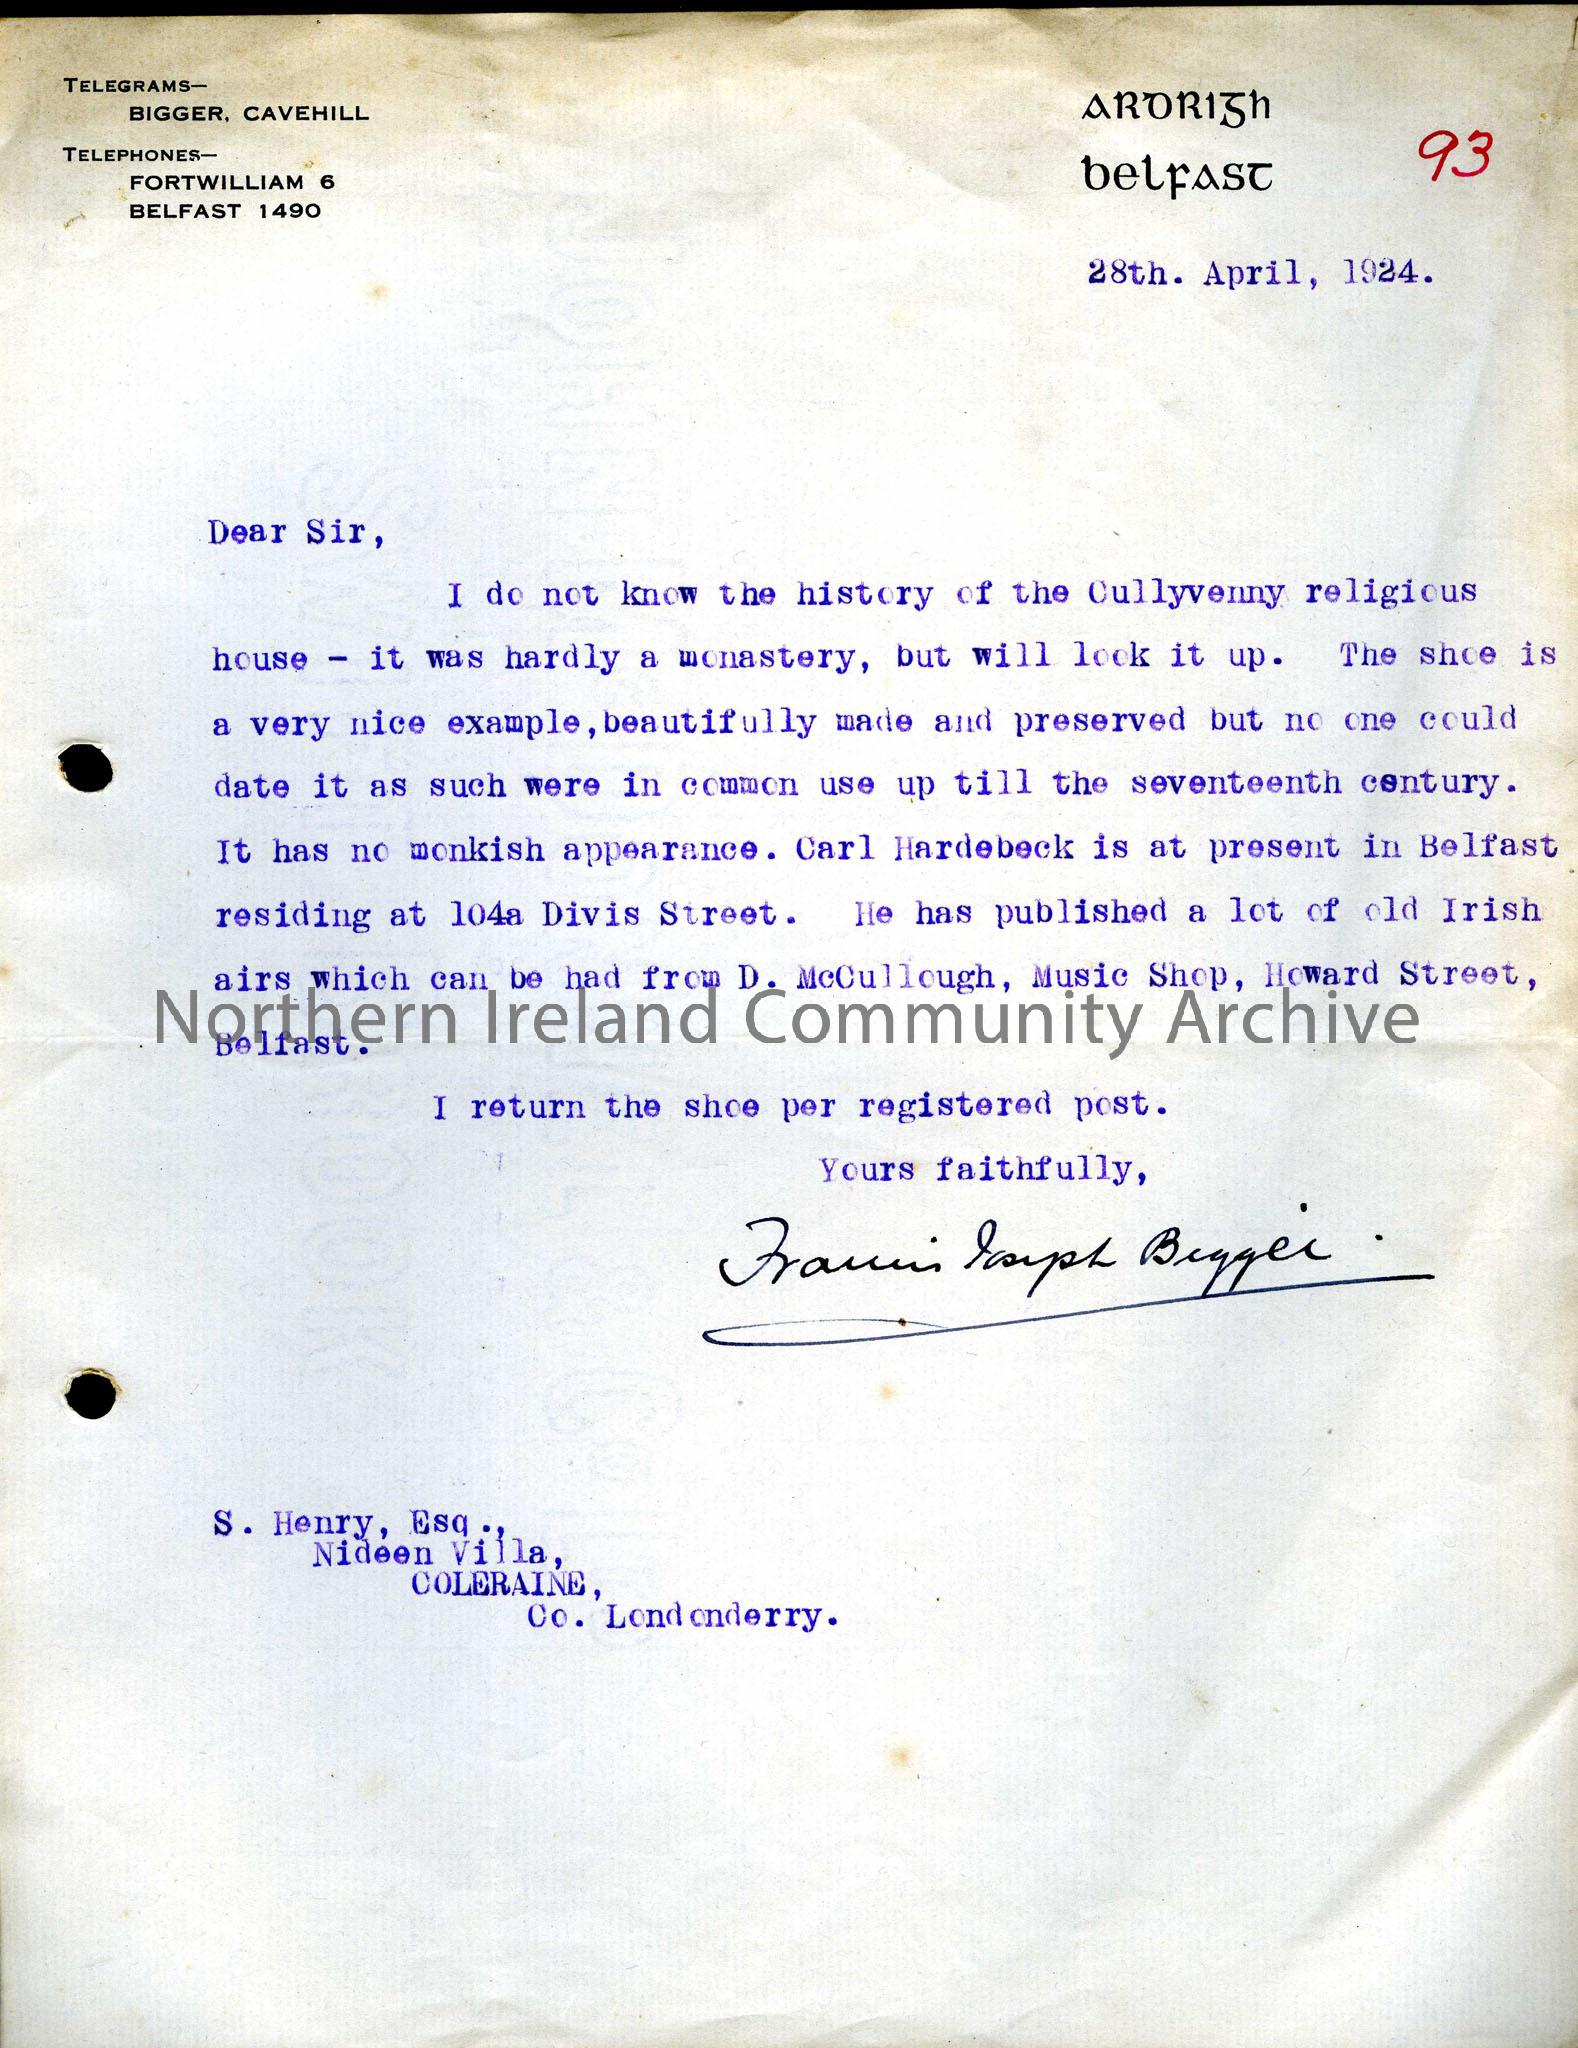 TELEGRAMS—
BIGGER, CAVEHILL
TELEPHONES—
FORTWILLIAM 6
BELFAST 1490
ARDRIGH
BELFAST
93
28th. April, 1924.
Dear Sir,
I do not know the history of the Cullyvenny religious
house - it was hardly a monastery, but will look it up. The shoe is
a very nice example,beautifully made and preserved but no one could
date it as such were in common use up till the seventeenth century.
It has no monkish appearance. Carl Hardebeck is at present in Belfast
residing at 104a Divis Street. He has published a lot of old Irish
airs which can be had from D. McCullough, Music Shop, Howard Street,
Northern Ireland Community Archive
Belfast.
I return the shoe per registered post.
Yours faithfully,
Francis Joseph Bigger.
S. Henry, Esq.,
Nideen Villa,
COLERAINE,
Co. Londonderry.